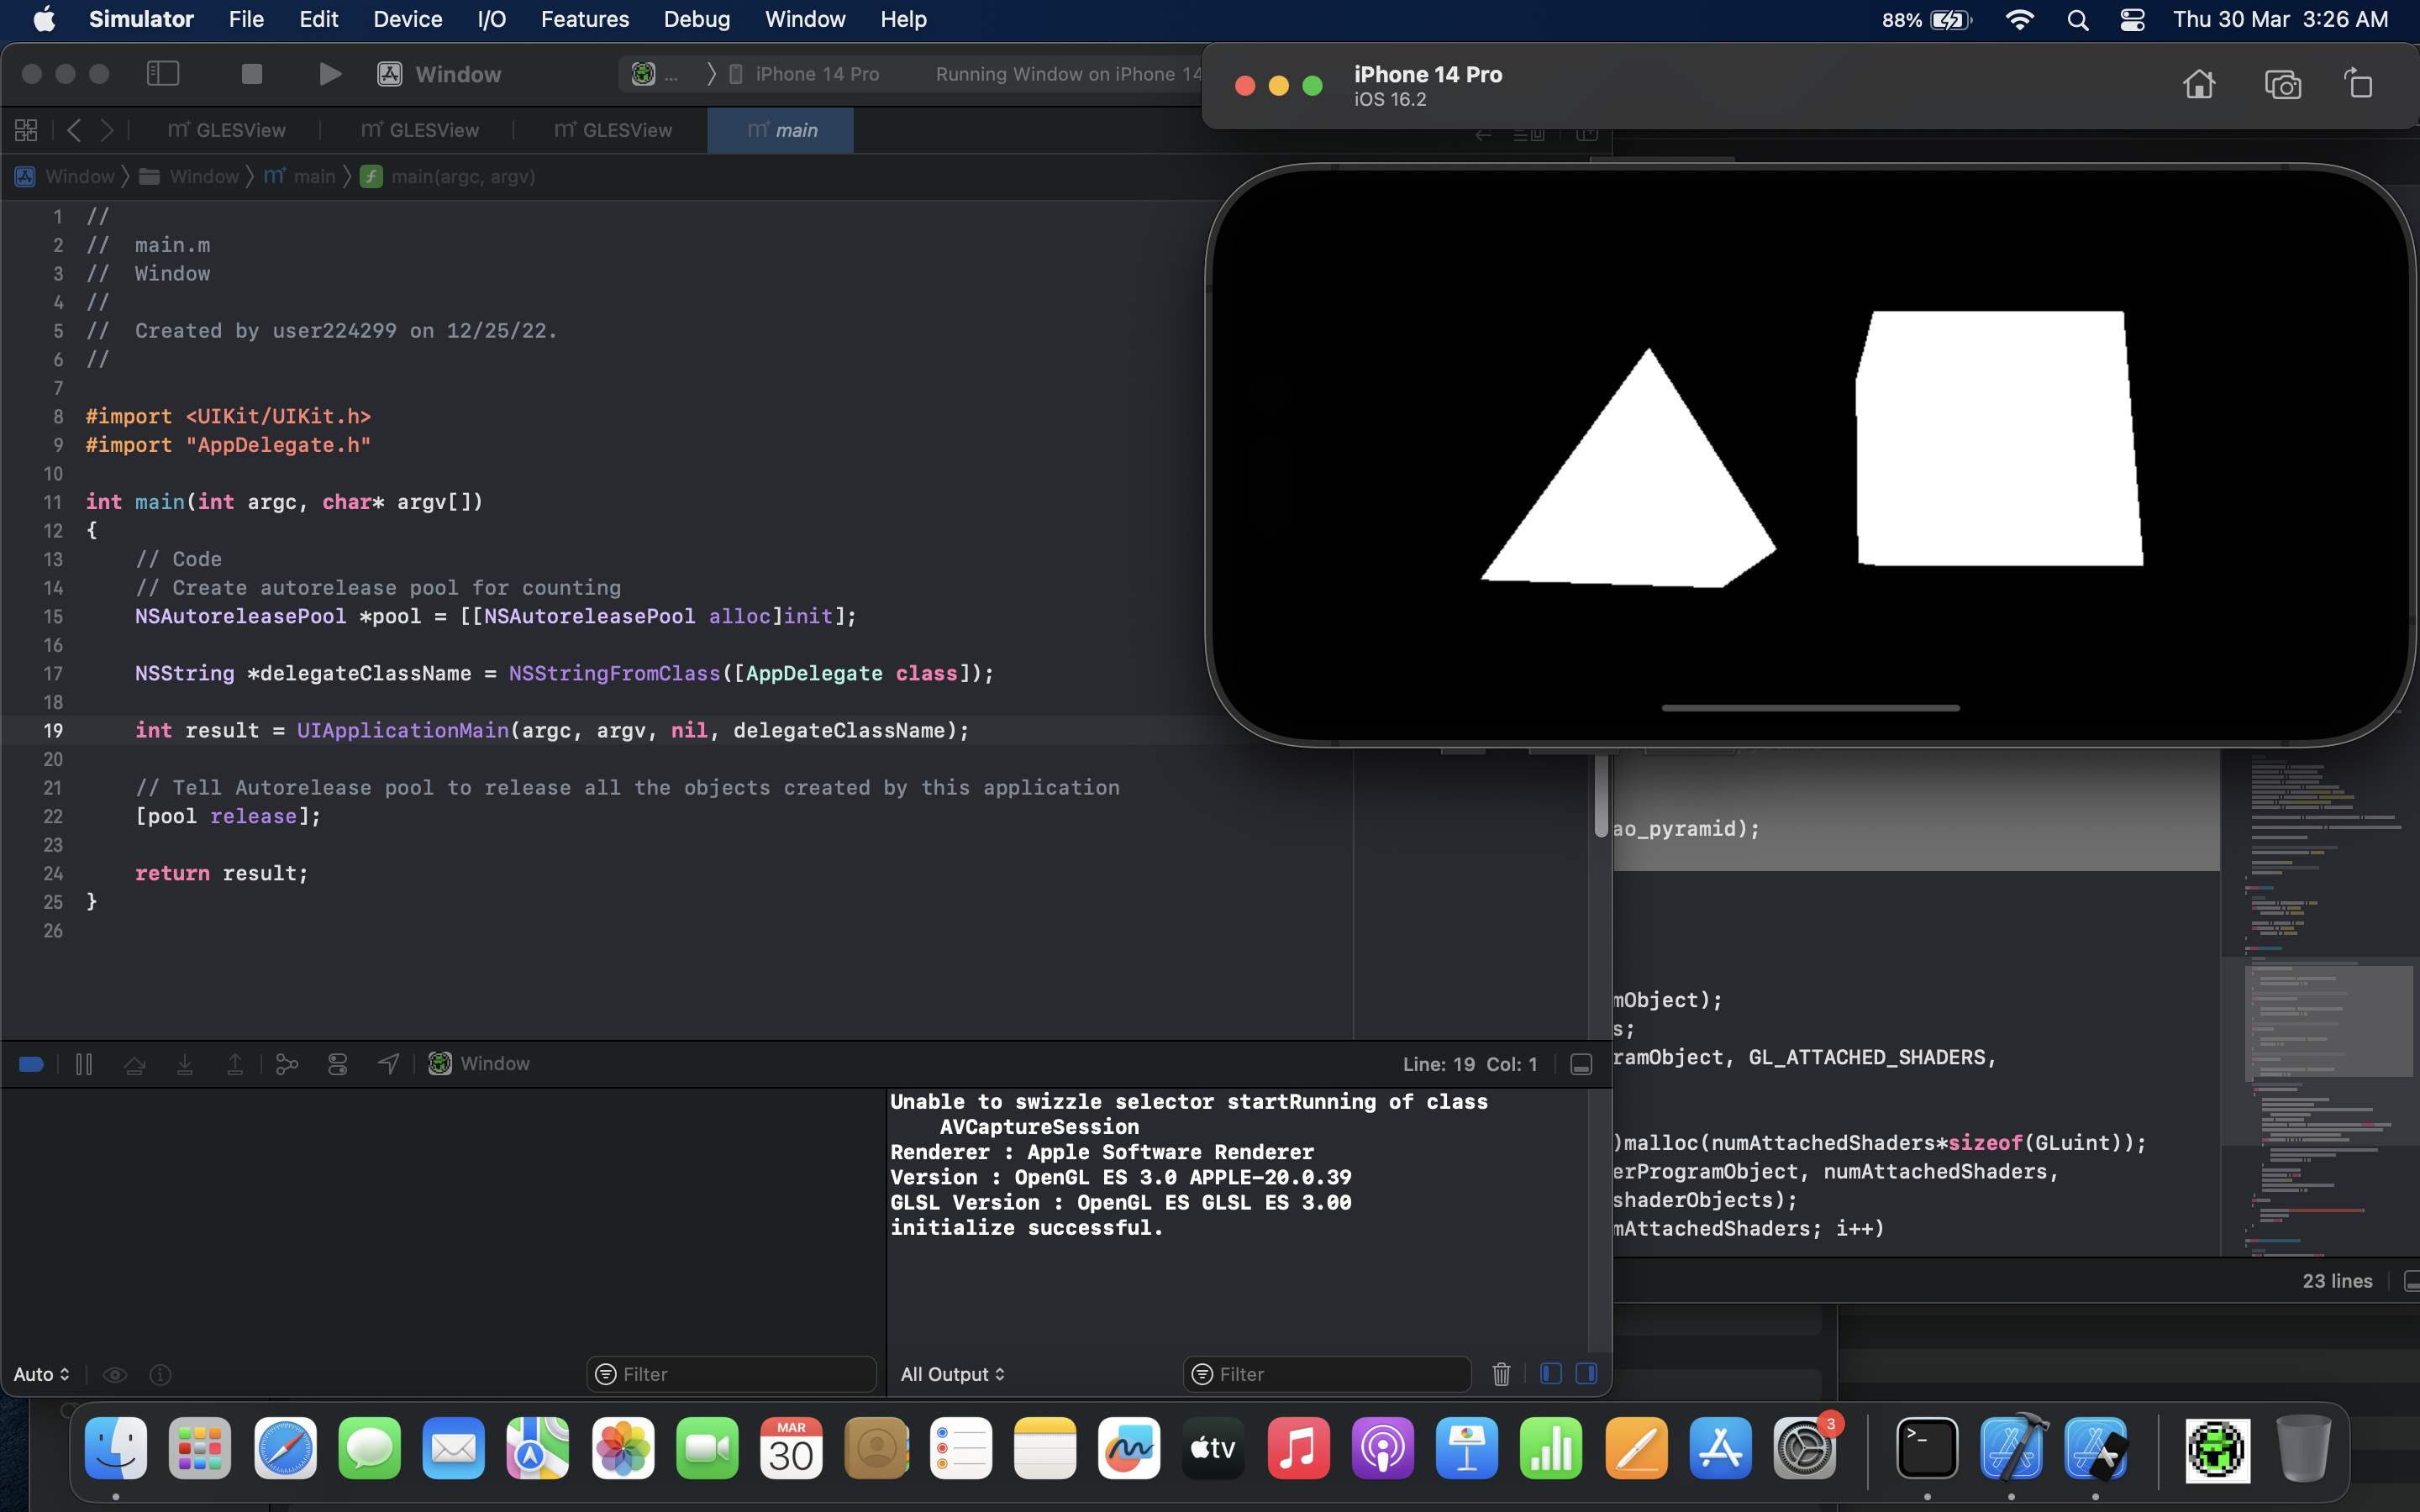 Simulator File Edit Device I/O Features Debug Window Help 88% Thu 30 Mar 3:26 AM
Window ... iPhone 14 Pro Running Window on iPhone 14
iPhone 14 Pro
iOS 16.2
GLESView GLESView GLESView main
Window Window main main(argc, argv)
1 //
2 // main.m
3 // Window
4 //
5 // Created by user224299 on 12/25/22.
6 //
7
8 #import <UIKit/UIKit.h>
9 #import "AppDelegate.h"
10
11 int main(int argc, char* argv[])
12 {
13 // Code
14 // Create autorelease pool for counting
15 NSAutoreleasePool *pool = [[NSAutoreleasePool alloc]init];
16
17 NSString *delegateClassName = NSStringFromClass([AppDelegate class]);
18
19 int result = UIApplicationMain(argc, argv, nil, delegateClassName);
20
21 // Tell Autorelease pool to release all the objects created by this application
22 [pool release];
23
24 return result;
25 }
26
ao_pyramid);
mObject);
s;
ramObject, GL_ATTACHED_SHADERS,
)malloc(numAttachedShaders*sizeof(GLuint));
erProgramObject, numAttachedShaders,
shaderObjects);
mAttachedShaders; i++)
23 lines
Window Line: 19 Col: 1
Unable to swizzle selector startRunning of class
AVCaptureSession
Renderer : Apple Software Renderer
Version : OpenGL ES 3.0 APPLE-20.0.39
GLSL Version : OpenGL ES GLSL ES 3.00
initialize successful.
Auto Filter All Output Filter
MAR
30
tv
3
>_